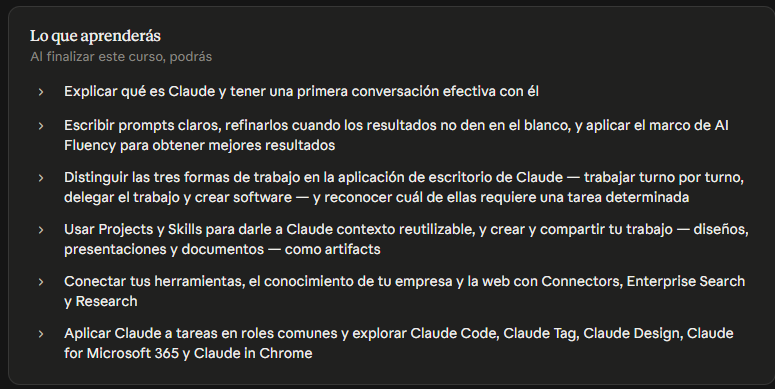 Lo que aprenderás
Al finalizar este curso, podrás
Explicar qué es Claude y tener una primera conversación efectiva con él
Escribir prompts claros, refinarlos cuando los resultados no den en el blanco, y aplicar el marco de AI
Fluency para obtener mejores resultados
Distinguir las tres formas de trabajo en la aplicación de escritorio de Claude — trabajar turno por turno,
delegar el trabajo y crear software — y reconocer cuál de ellas requiere una tarea determinada
Usar Projects y Skills para darle a Claude contexto reutilizable, y crear y compartir tu trabajo — diseños,
presentaciones y documentos — como artifacts
Conectar tus herramientas, el conocimiento de tu empresa y la web con Connectors, Enterprise Search
y Research
Aplicar Claude a tareas en roles comunes y explorar Claude Code, Claude Tag, Claude Design, Claude
for Microsoft 365 y Claude in Chrome